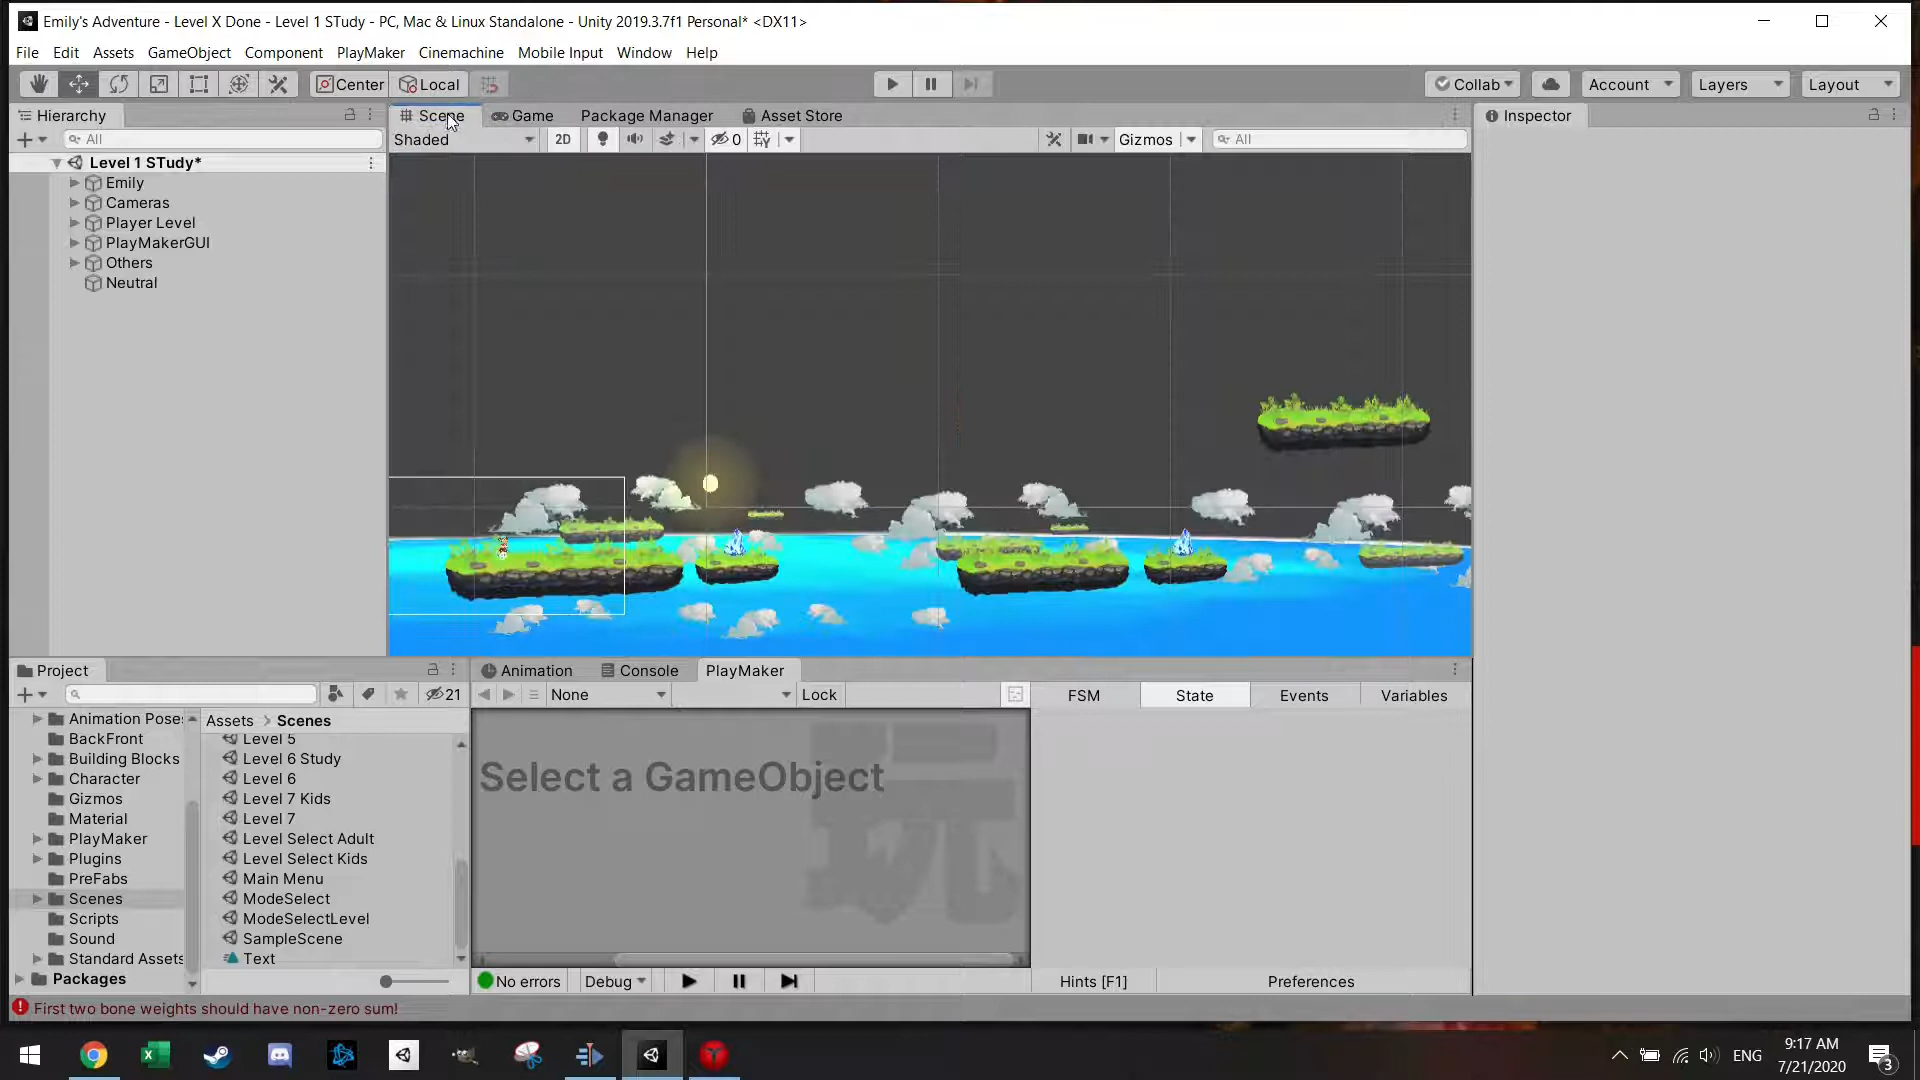 Emily's Adventure - Level X Done - Level 1 STudy - PC, Mac & Linux Standalone - Unity 2019.3.7f1 Personal* <DX11>
File Edit Assets GameObject Component PlayMaker Cinemachine Mobile Input Window Help
Center Local Collab Account Layers Layout
Hierarchy Scene Game Package Manager Asset Store Inspector
All Shaded 2D 0 Gizmos All
Level 1 STudy*
Emily
Cameras
Player Level
PlayMakerGUI
Others
Neutral
Project Animation Console PlayMaker
21 None Lock FSM State Events Variables
Animation Pose
BackFront
Building Blocks
Character
Gizmos
Material
PlayMaker
Plugins
PreFabs
Scenes
Scripts
Sound
Standard Assets
Packages
Assets > Scenes
Level 5
Level 6 Study
Level 6
Level 7 Kids
Level 7
Level Select Adult
Level Select Kids
Main Menu
ModeSelect
ModeSelectLevel
SampleScene
Text
Select a GameObject
玩
No errors Debug Hints [F1] Preferences
First two bone weights should have non-zero sum!
ENG
9:17 AM
7/21/2020
3